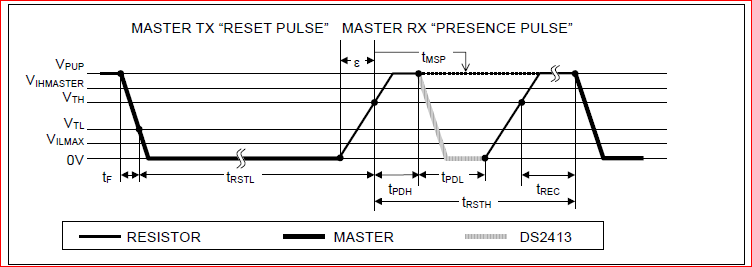 MASTER TX “RESET PULSE” MASTER RX “PRESENCE PULSE”
ε tMSP
VPUP
VIHMASTER
VTH
VTL
VILMAX
0V
tF tRSTL tPDH tPDL tREC
tRSTH
RESISTOR MASTER DS2413